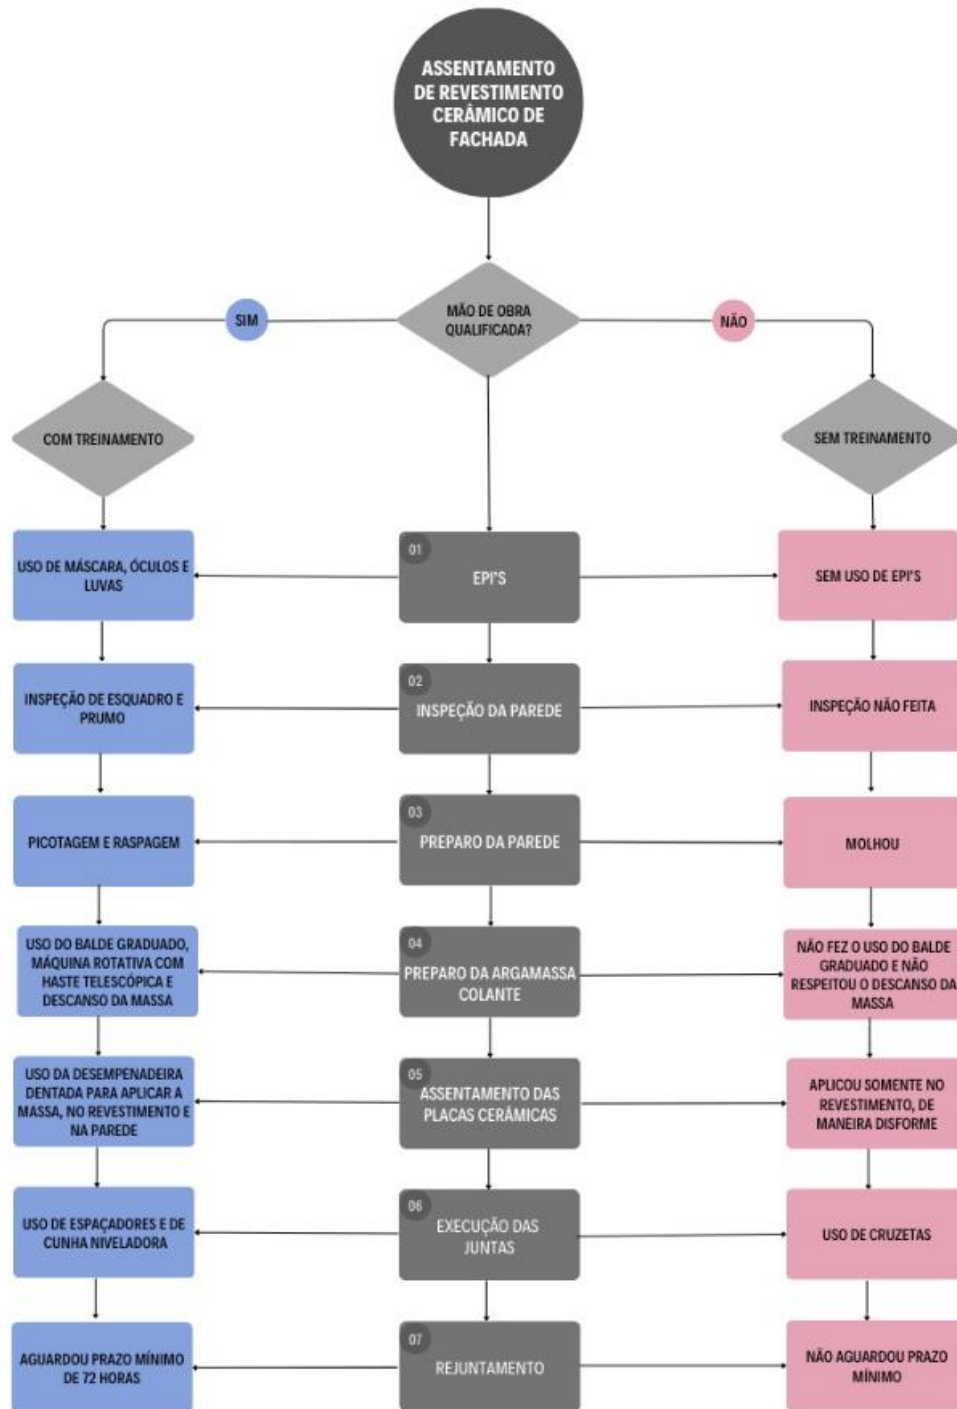 ASSENTAMENTO
DE REVESTIMENTO
CERÂMICO DE
FACHADA
MÃO DE OBRA
QUALIFICADA?
SIM
NÃO
COM TREINAMENTO
SEM TREINAMENTO
USO DE MÁSCARA, ÓCULOS E
LUVAS
01
EPI'S
SEM USO DE EPI'S
INSPEÇÃO DE ESQUADRO E
PRUMO
02
INSPEÇÃO DA PAREDE
INSPEÇÃO NÃO FEITA
PICOTAGEM E RASPAGEM
03
PREPARO DA PAREDE
MOLHOU
USO DO BALDE GRADUADO,
MÁQUINA ROTATIVA COM
HASTE TELESCÓPICA E
DESCANSO DA MASSA
04
PREPARO DA ARGAMASSA
COLANTE
NÃO FEZ O USO DO BALDE
GRADUADO E NÃO
RESPEITOU O DESCANSO DA
MASSA
USO DA DESEMPENADEIRA
DENTADA PARA APLICAR A
MASSA, NO REVESTIMENTO E
NA PAREDE
05
ASSENTAMENTO DAS
PLACAS CERÂMICAS
APLICOU SOMENTE NO
REVESTIMENTO, DE
MANEIRA DISFORME
USO DE ESPAÇADORES E DE
CUNHA NIVELADORA
06
EXECUÇÃO DAS
JUNTAS
USO DE CRUZETAS
AGUARDOU PRAZO MÍNIMO
DE 72 HORAS
07
REJUNTAMENTO
NÃO AGUARDOU PRAZO
MÍNIMO